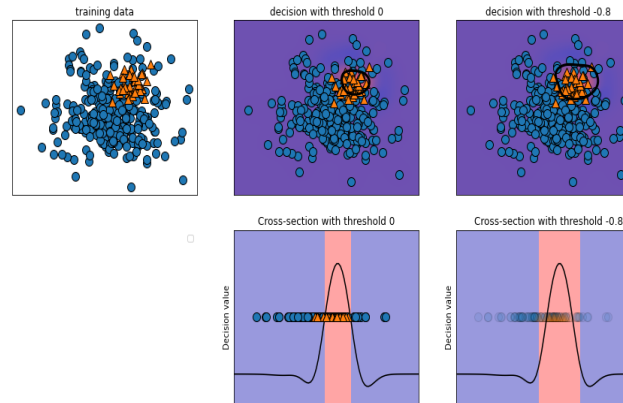 training data
decision with threshold 0
decision with threshold -0.8
Cross-section with threshold 0
Cross-section with threshold -0.8
Decision value
Decision value